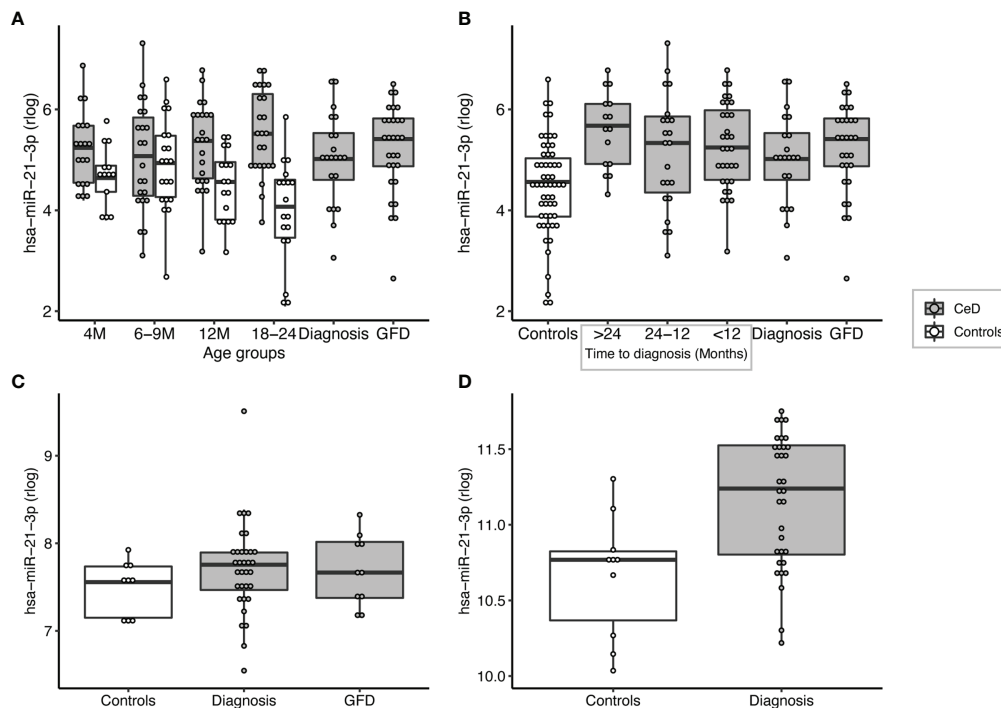 A
hsa−miR−21−3p (rlog)
6
4
2
4M 6−9M 12M 18−24 Diagnosis GFD
Age groups
B
hsa−miR−21−3p (rlog)
6
4
2
Controls >24 24−12 <12 Diagnosis GFD
Time to diagnosis (Months)
CeD
Controls
C
hsa−miR−21−3p (rlog)
9
8
7
Controls Diagnosis GFD
D
hsa−miR−21−3p (rlog)
11.5
11.0
10.5
10.0
Controls Diagnosis